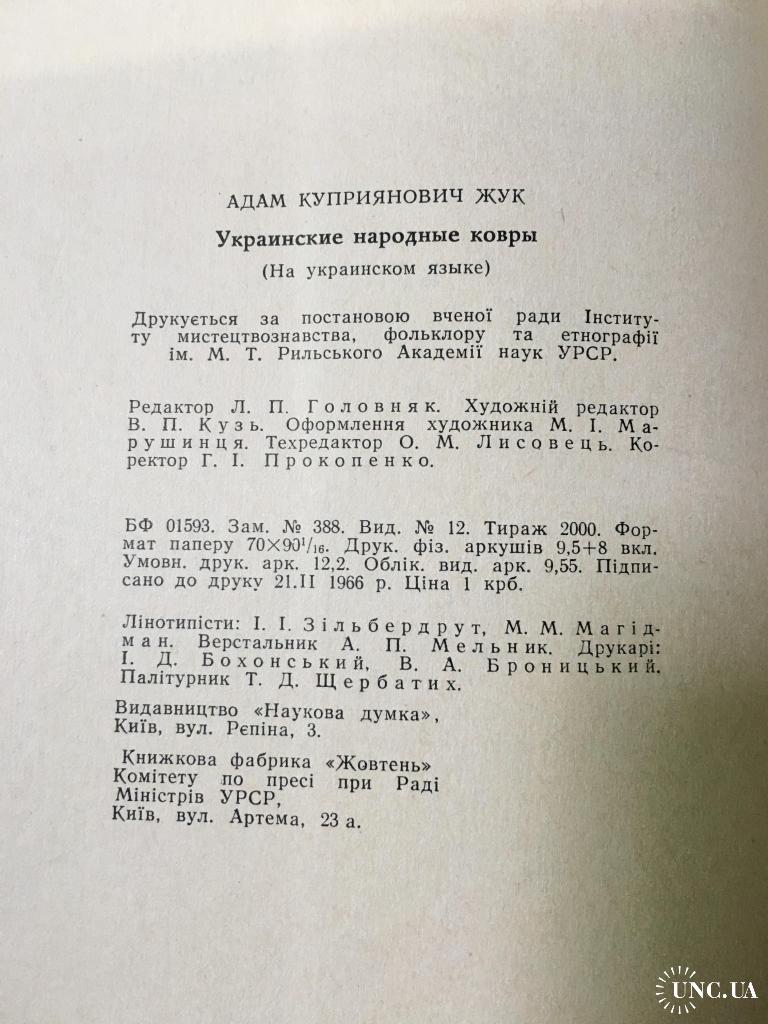 АДАМ КУПРИЯНОВИЧ ЖУК
Украинские народные ковры
(На украинском языке)
Друкується за постановою вченої ради Інститу-
ту мистецтвознавства, фольклору та етнографії
ім. М. Т. Рильського Академії наук УРСР.
Редактор Л. П. Головняк. Художній редактор
В. П. Кузь. Оформлення художника М. І. Ма-
рушинця. Техредактор О. М. Лисовець. Ко-
ректор Г. І. Прокопенко.
БФ 01593. Зам. № 388. Вид. № 12. Тираж 2000. Фор-
мат паперу 70×90¹/₁₆. Друк. фіз. аркушів 9,5+8 вкл.
Умовн. друк. арк. 12,2. Облік. вид. арк. 9,55. Підпи-
сано до друку 21.II 1966 р. Ціна 1 крб.
Лінотипісти: І. І. Зільбердрут, М. М. Магід-
ман. Верстальник А. П. Мельник. Друкарі:
І. Д. Бохонський, В. А. Броницький.
Палітурник Т. Д. Щербатих.
Видавництво «Наукова думка»,
Київ, вул. Рєпіна, 3.
Книжкова фабрика «Жовтень»
Комітету по пресі при Раді
Міністрів УРСР,
Київ, вул. Артема, 23 а.
UNC.UA